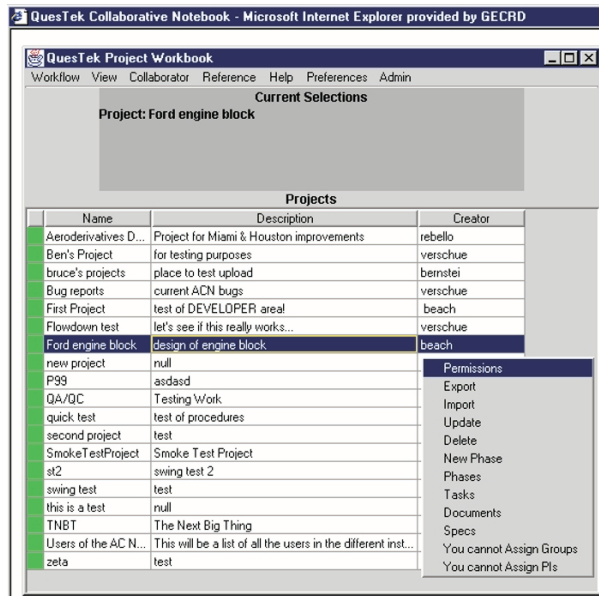 QuesTek Collaborative Notebook - Microsoft Internet Explorer provided by GECRD
QuesTek Project Workbook
Workflow View Collaborator Reference Help Preferences Admin
Current Selections
Project: Ford engine block
Projects
Name Description Creator
Aeroderivatives D... Project for Miami & Houston improvements rebello
Ben's Project for testing purposes verschue
bruce's projects place to test upload bernstei
Bug reports current ACN bugs verschue
First Project test of DEVELOPER area! beach
Flowdown test let's see if this really works... verschue
Ford engine block design of engine block beach
new project null
P99 asdasd
QA/QC Testing Work
quick test test of procedures
second project test
SmokeTestProject Smoke Test Project
st2 swing test 2
swing test test
this is a test null
TNBT The Next Big Thing
Users of the AC N... This will be a list of all the users in the different inst...
zeta test
Permissions
Export
Import
Update
Delete
New Phase
Phases
Tasks
Documents
Specs
You cannot Assign Groups
You cannot Assign PIs